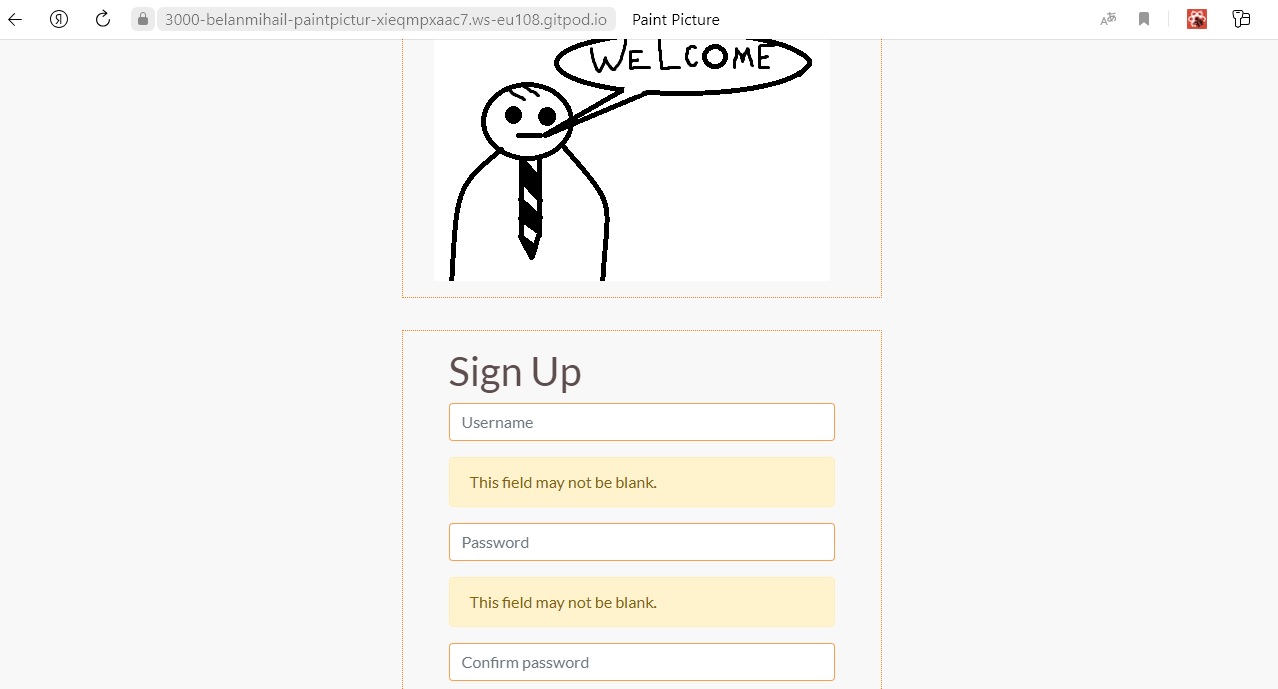 3000-belanmihail-paintpictur-xieqmpxaac7.ws-eu108.gitpod.io Paint Picture
WELCOME
Sign Up
Username
This field may not be blank.
Password
This field may not be blank.
Confirm password